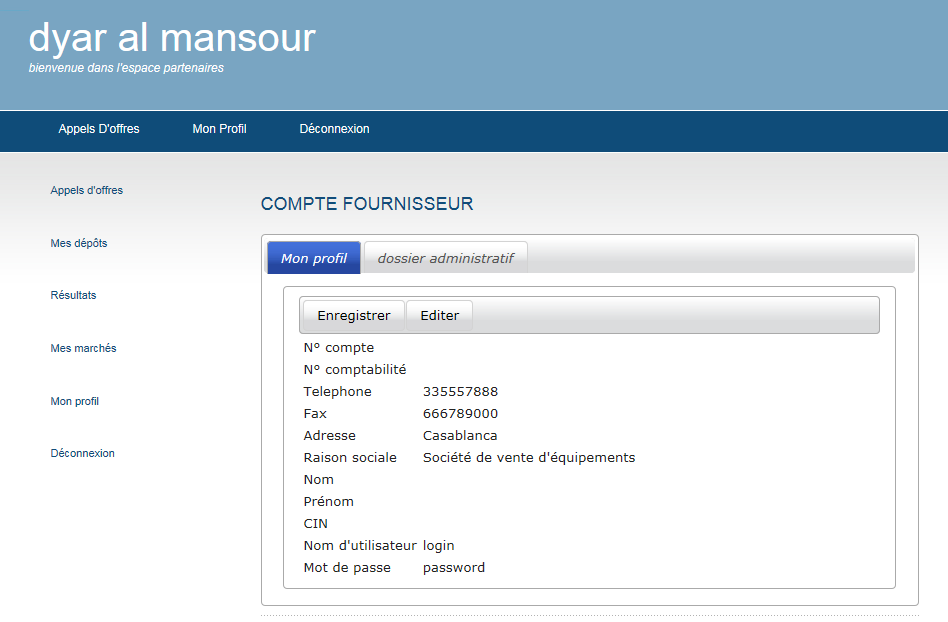 dyar al mansour
bienvenue dans l'espace partenaires
Appels D'offres Mon Profil Déconnexion
Appels d'offres
Mes dépôts
Résultats
Mes marchés
Mon profil
Déconnexion
COMPTE FOURNISSEUR
Mon profil dossier administratif
Enregistrer Editer
N° compte
N° comptabilité
Telephone 335557888
Fax 666789000
Adresse Casablanca
Raison sociale Société de vente d'équipements
Nom
Prénom
CIN
Nom d'utilisateur login
Mot de passe password